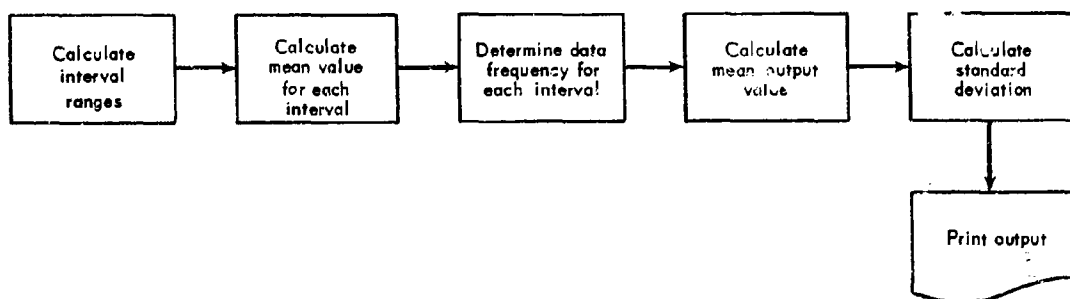 Calculate
interval
ranges
Calculate
mean value
for each
interval
Determine data
frequency for
each interval
Calculate
mean output
value
Calculate
standard
deviation
Print output